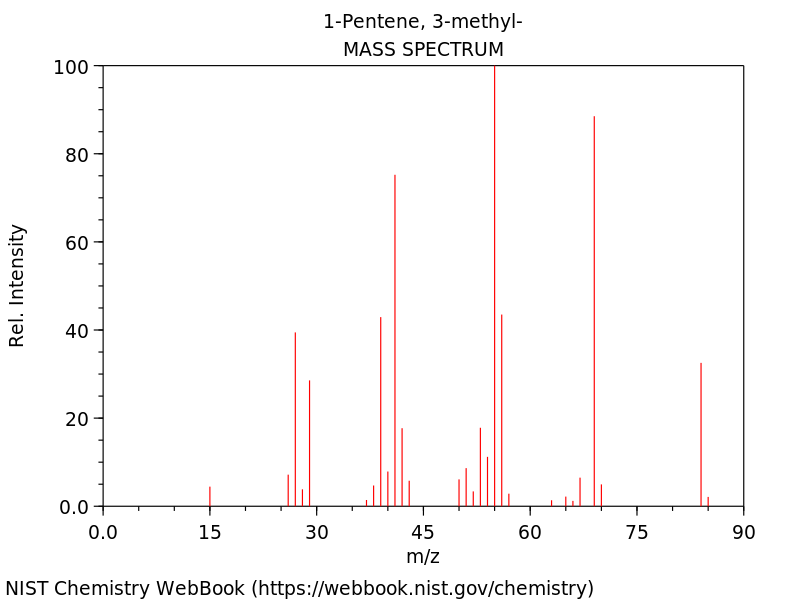 1-Pentene, 3-methyl-
MASS SPECTRUM
100
80
60
40
20
0.0
Rel. Intensity
0.0 15 30 45 60 75 90
m/z
NIST Chemistry WebBook (https://webbook.nist.gov/chemistry)